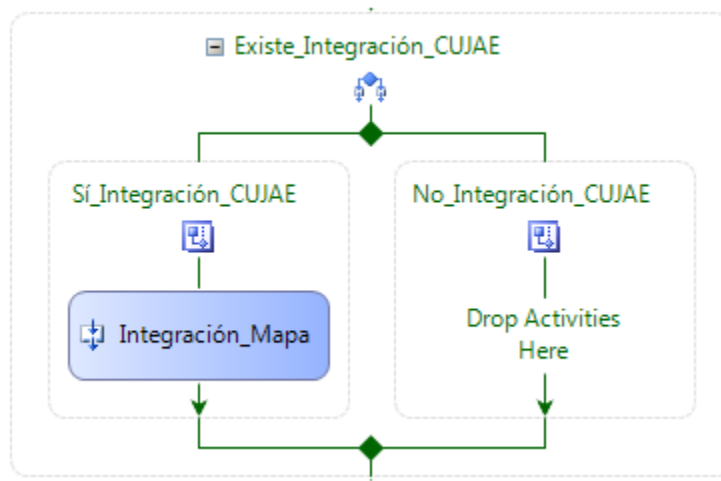 Existe_Integración_CUJAE
Sí_Integración_CUJAE
No_Integración_CUJAE
Integración_Mapa
Drop Activities
Here